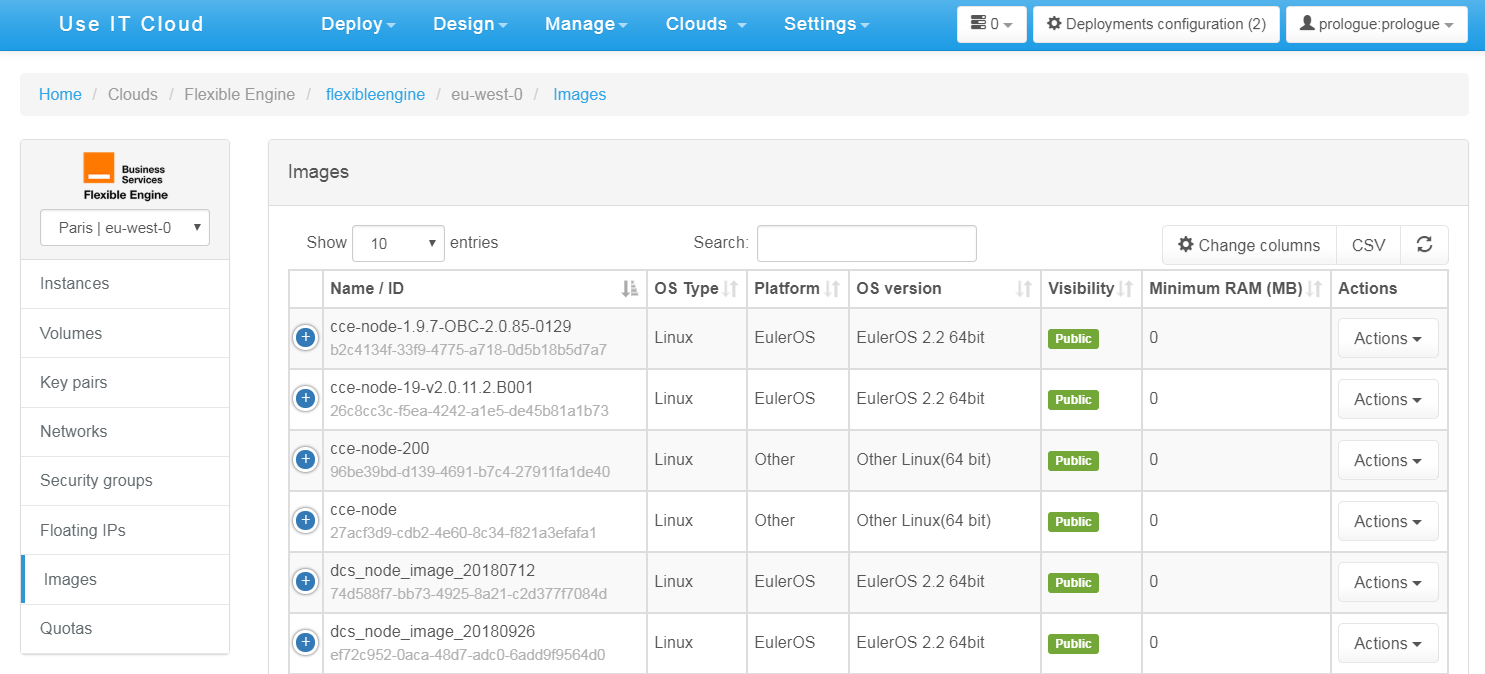 Use IT Cloud Deploy Design Manage Clouds Settings 0 Deployments configuration (2) prologue:prologue
Home / Clouds / Flexible Engine / flexibleengine / eu-west-0 / Images
Business
Services
Flexible Engine
Paris | eu-west-0
Instances
Volumes
Key pairs
Networks
Security groups
Floating IPs
Images
Quotas
Images
Show 10 entries Search: Change columns CSV
Name / ID OS Type Platform OS version Visibility Minimum RAM (MB) Actions
cce-node-1.9.7-OBC-2.0.85-0129
b2c4134f-33f9-4775-a718-0d5b18b5d7a7
Linux EulerOS EulerOS 2.2 64bit Public 0 Actions
cce-node-19-v2.0.11.2.B001
26c8cc3c-f5ea-4242-a1e5-de45b81a1b73
Linux EulerOS EulerOS 2.2 64bit Public 0 Actions
cce-node-200
96be39bd-d139-4691-b7c4-27911fa1de40
Linux Other Other Linux(64 bit) Public 0 Actions
cce-node
27acf3d9-cdb2-4e60-8c34-f821a3efafa1
Linux Other Other Linux(64 bit) Public 0 Actions
dcs_node_image_20180712
74d588f7-bb73-4925-8a21-c2d377f7084d
Linux EulerOS EulerOS 2.2 64bit Public 0 Actions
dcs_node_image_20180926
ef72c952-0aca-48d7-adc0-6add9f9564d0
Linux EulerOS EulerOS 2.2 64bit Public 0 Actions